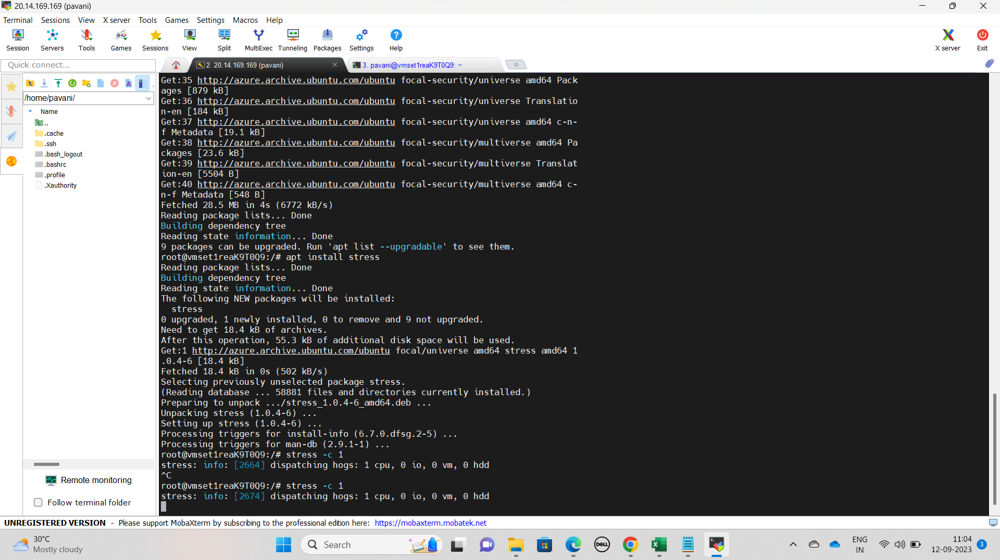 20.14.169.169 (pavani)
Terminal Sessions View X server Tools Games Settings Macros Help
Session Servers Tools Games Sessions View Split MultiExec Tunneling Packages Settings Help X server Exit
Quick connect...
2. 20.14.169.169 (pavani)
3. pavani@vmset1reaK9T0Q9: ~
/home/pavani/
Name
..
.cache
.ssh
.bash_logout
.bashrc
.profile
.Xauthority
Remote monitoring
Follow terminal folder
Get:35 http://azure.archive.ubuntu.com/ubuntu focal-security/universe amd64 Pack
ages [879 kB]
Get:36 http://azure.archive.ubuntu.com/ubuntu focal-security/universe Translatio
n-en [184 kB]
Get:37 http://azure.archive.ubuntu.com/ubuntu focal-security/universe amd64 c-n-
f Metadata [19.1 kB]
Get:38 http://azure.archive.ubuntu.com/ubuntu focal-security/multiverse amd64 Pa
ckages [23.6 kB]
Get:39 http://azure.archive.ubuntu.com/ubuntu focal-security/multiverse Translat
ion-en [5504 B]
Get:40 http://azure.archive.ubuntu.com/ubuntu focal-security/multiverse amd64 c-
n-f Metadata [548 B]
Fetched 28.5 MB in 4s (6772 kB/s)
Reading package lists... Done
Building dependency tree
Reading state information... Done
9 packages can be upgraded. Run 'apt list --upgradable' to see them.
root@vmset1reaK9T0Q9:/# apt install stress
Reading package lists... Done
Building dependency tree
Reading state information... Done
The following NEW packages will be installed:
stress
0 upgraded, 1 newly installed, 0 to remove and 9 not upgraded.
Need to get 18.4 kB of archives.
After this operation, 55.3 kB of additional disk space will be used.
Get:1 http://azure.archive.ubuntu.com/ubuntu focal/universe amd64 stress amd64 1
.0.4-6 [18.4 kB]
Fetched 18.4 kB in 0s (502 kB/s)
Selecting previously unselected package stress.
(Reading database ... 58881 files and directories currently installed.)
Preparing to unpack .../stress_1.0.4-6_amd64.deb ...
Unpacking stress (1.0.4-6) ...
Setting up stress (1.0.4-6) ...
Processing triggers for install-info (6.7.0.dfsg.2-5) ...
Processing triggers for man-db (2.9.1-1) ...
root@vmset1reaK9T0Q9:/# stress -c 1
stress: info: [2664] dispatching hogs: 1 cpu, 0 io, 0 vm, 0 hdd
^C
root@vmset1reaK9T0Q9:/# stress -c 1
stress: info: [2674] dispatching hogs: 1 cpu, 0 io, 0 vm, 0 hdd
UNREGISTERED VERSION - Please support MobaXterm by subscribing to the professional edition here: https://mobaxterm.mobatek.net
30°C
Mostly cloudy
Search
DELL
ENG
IN
11:04
12-09-2023
3